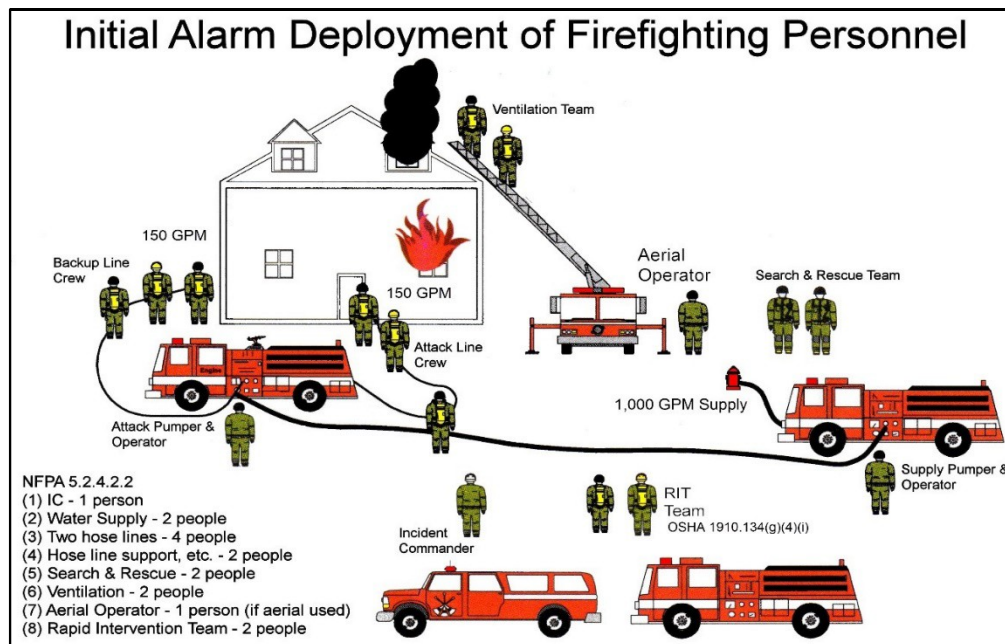 Initial Alarm Deployment of Firefighting Personnel
Ventilation Team
150 GPM
Backup Line
Crew
150 GPM
Aerial
Operator
Search & Rescue Team
Attack Line
Crew
Engine
1,000 GPM Supply
Attack Pumper &
Operator
Supply Pumper &
Operator
NFPA 5.2.4.2.2
(1) IC - 1 person
(2) Water Supply - 2 people
(3) Two hose lines - 4 people
(4) Hose line support, etc. - 2 people
(5) Search & Rescue - 2 people
(6) Ventilation - 2 people
(7) Aerial Operator - 1 person (if aerial used)
(8) Rapid Intervention Team - 2 people
Incident
Commander
RIT
Team
OSHA 1910.134(g)(4)(i)